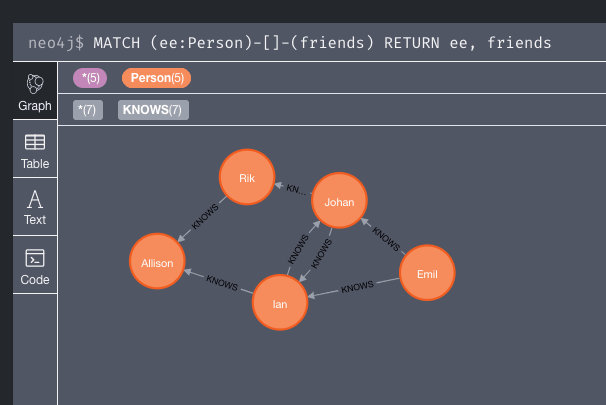 neo4j$ MATCH (ee:Person)-[]-(friends) RETURN ee, friends
*(5) Person(5)
Graph
*(7) KNOWS(7)
Table
Text
Code
Rik
KN...
Johan
KNOWS
Allison
KNOWS
KNOWS
KNOWS
KNOWS
Emil
KNOWS
Ian